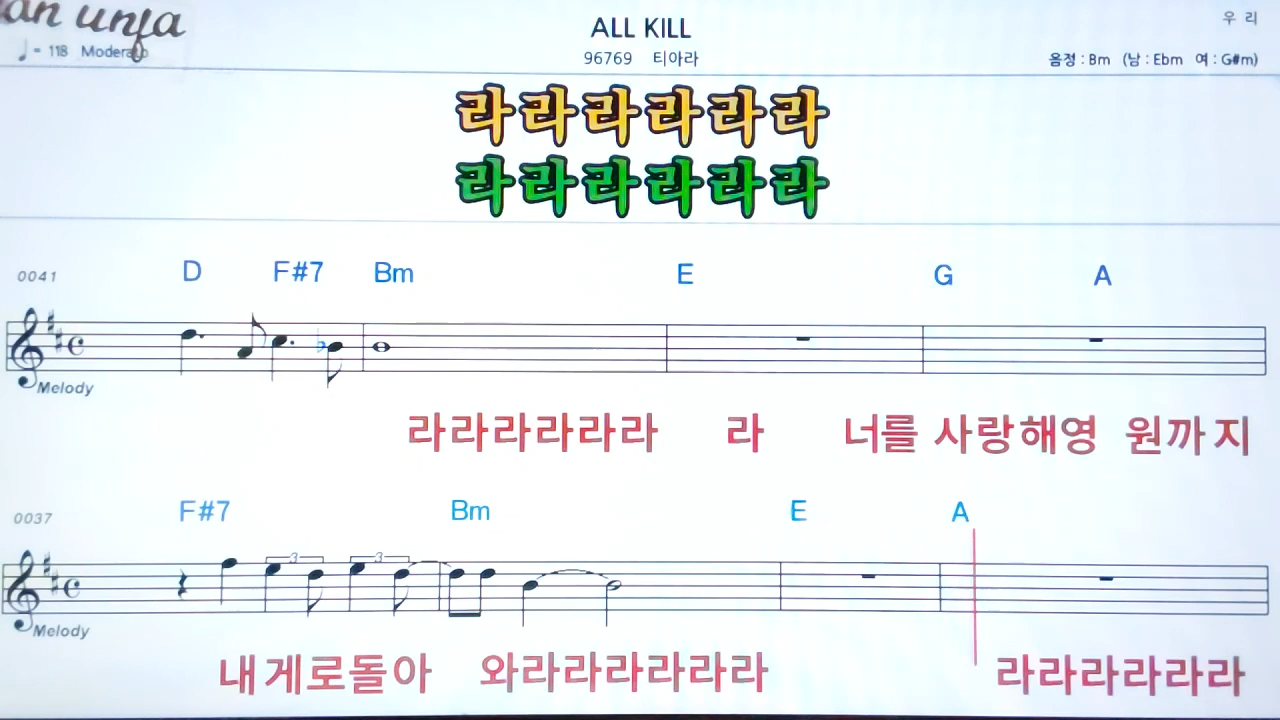 an unfa
우 리
ALL KILL
♩= 118 Moderato
96769 티아라
음정 : Bm (남 : Ebm 여 : G#m)
라라라라라라
라라라라라라
0041 D F#7 Bm E G A
Melody
라라라라라라 라 너를 사랑해영 원까지
0037 F#7 Bm E A
3 3
Melody
내게로돌아 와라라라라라라 라라라라라라